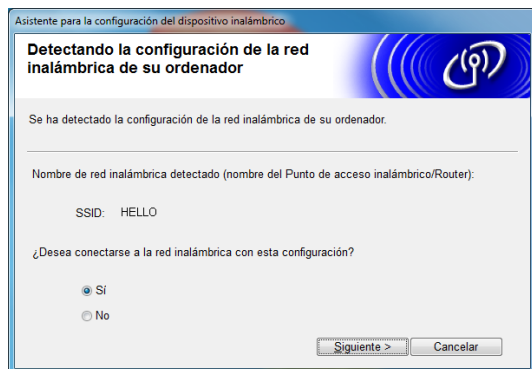 Asistente para la configuración del dispositivo inalámbrico
Detectando la configuración de la red
inalámbrica de su ordenador
Se ha detectado la configuración de la red inalámbrica de su ordenador.
Nombre de red inalámbrica detectado (nombre del Punto de acceso inalámbrico/Router):
SSID: HELLO
¿Desea conectarse a la red inalámbrica con esta configuración?
Sí
No
Siguiente > Cancelar